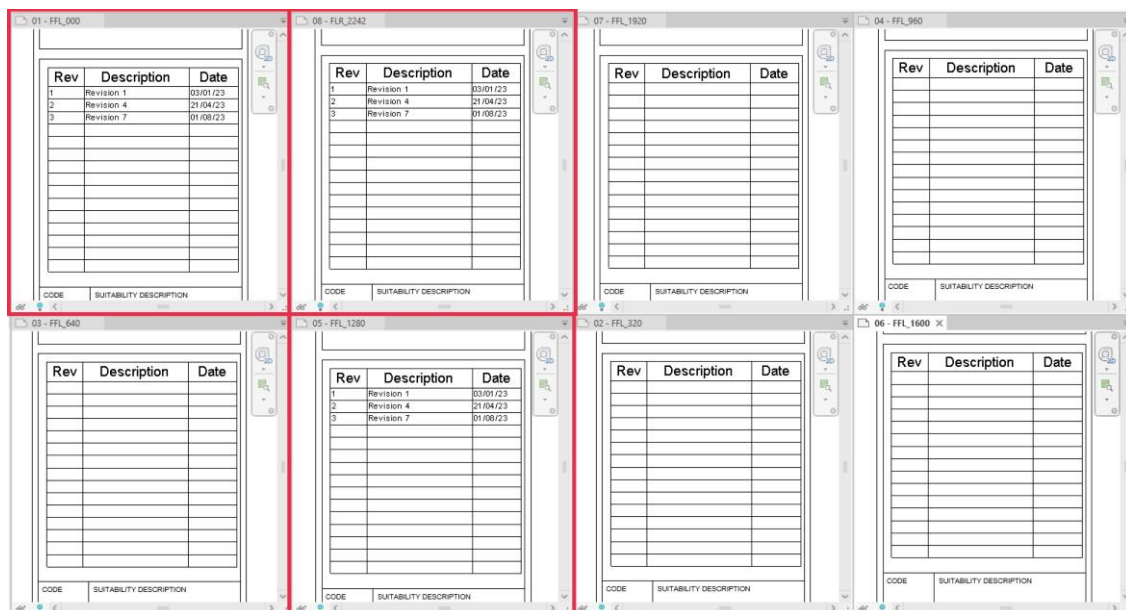 01 - FFL_000
Rev Description Date
1 Revision 1 03/01/23
2 Revision 4 21/04/23
3 Revision 7 01/08/23
CODE SUITABILITY DESCRIPTION
08 - FLR_2242
Rev Description Date
1 Revision 1 03/01/23
2 Revision 4 21/04/23
3 Revision 7 01/08/23
CODE SUITABILITY DESCRIPTION
07 - FFL_1920
Rev Description Date
CODE SUITABILITY DESCRIPTION
04 - FFL_960
Rev Description Date
CODE SUITABILITY DESCRIPTION
03 - FFL_640
Rev Description Date
CODE SUITABILITY DESCRIPTION
05 - FFL_1280
Rev Description Date
1 Revision 1 03/01/23
2 Revision 4 21/04/23
3 Revision 7 01/08/23
CODE SUITABILITY DESCRIPTION
02 - FFL_320
Rev Description Date
CODE SUITABILITY DESCRIPTION
06 - FFL_1600
Rev Description Date
CODE SUITABILITY DESCRIPTION